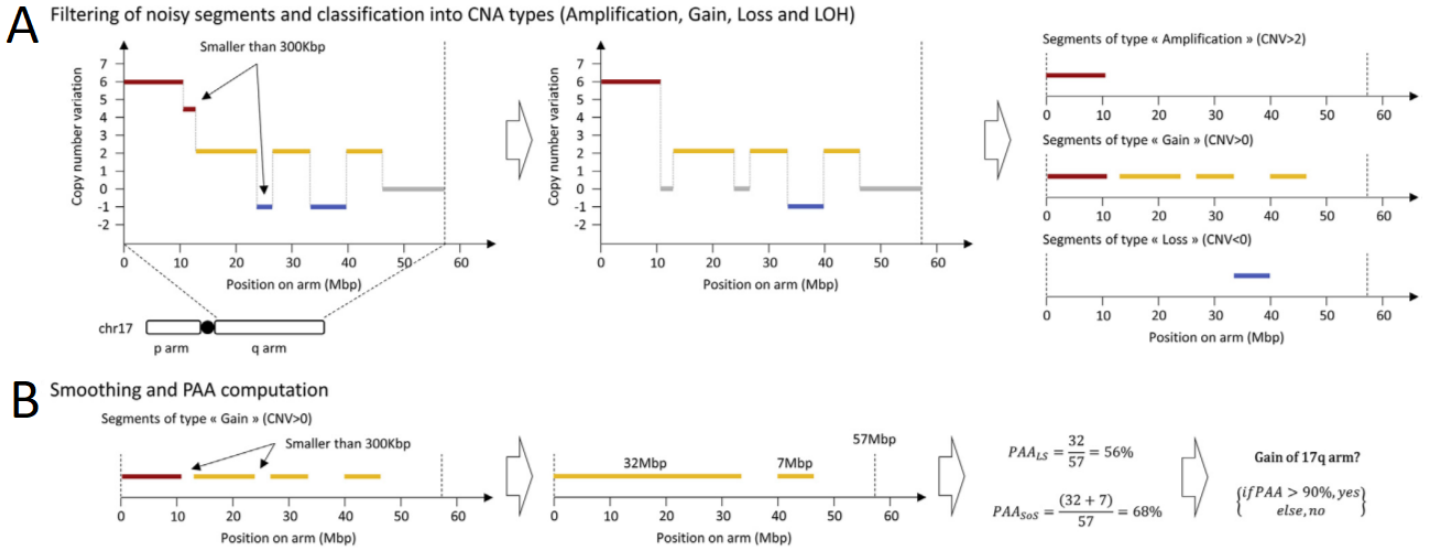 A
Filtering of noisy segments and classification into CNA types (Amplification, Gain, Loss and LOH)
Smaller than 300Kbp
Copy number variation
7
6
5
4
3
2
1
0
-1
-2
0 10 20 30 40 50 60
Position on arm (Mbp)
chr17
p arm
q arm
Copy number variation
7
6
5
4
3
2
1
0
-1
-2
0 10 20 30 40 50 60
Position on arm (Mbp)
Segments of type « Amplification » (CNV>2)
0 10 20 30 40 50 60
Segments of type « Gain » (CNV>0)
0 10 20 30 40 50 60
Segments of type « Loss » (CNV<0)
0 10 20 30 40 50 60
Position on arm (Mbp)
B
Smoothing and PAA computation
Segments of type « Gain » (CNV>0)
Smaller than 300Kbp
0 10 20 30 40 50 60
Position on arm (Mbp)
57Mbp
32Mbp 7Mbp
0 10 20 30 40 50 60
Position on arm (Mbp)
PAA_LS = 32/57 = 56%
PAA_SoS = (32 + 7)/57 = 68%
Gain of 17q arm?
{if PAA > 90%, yes
else, no}